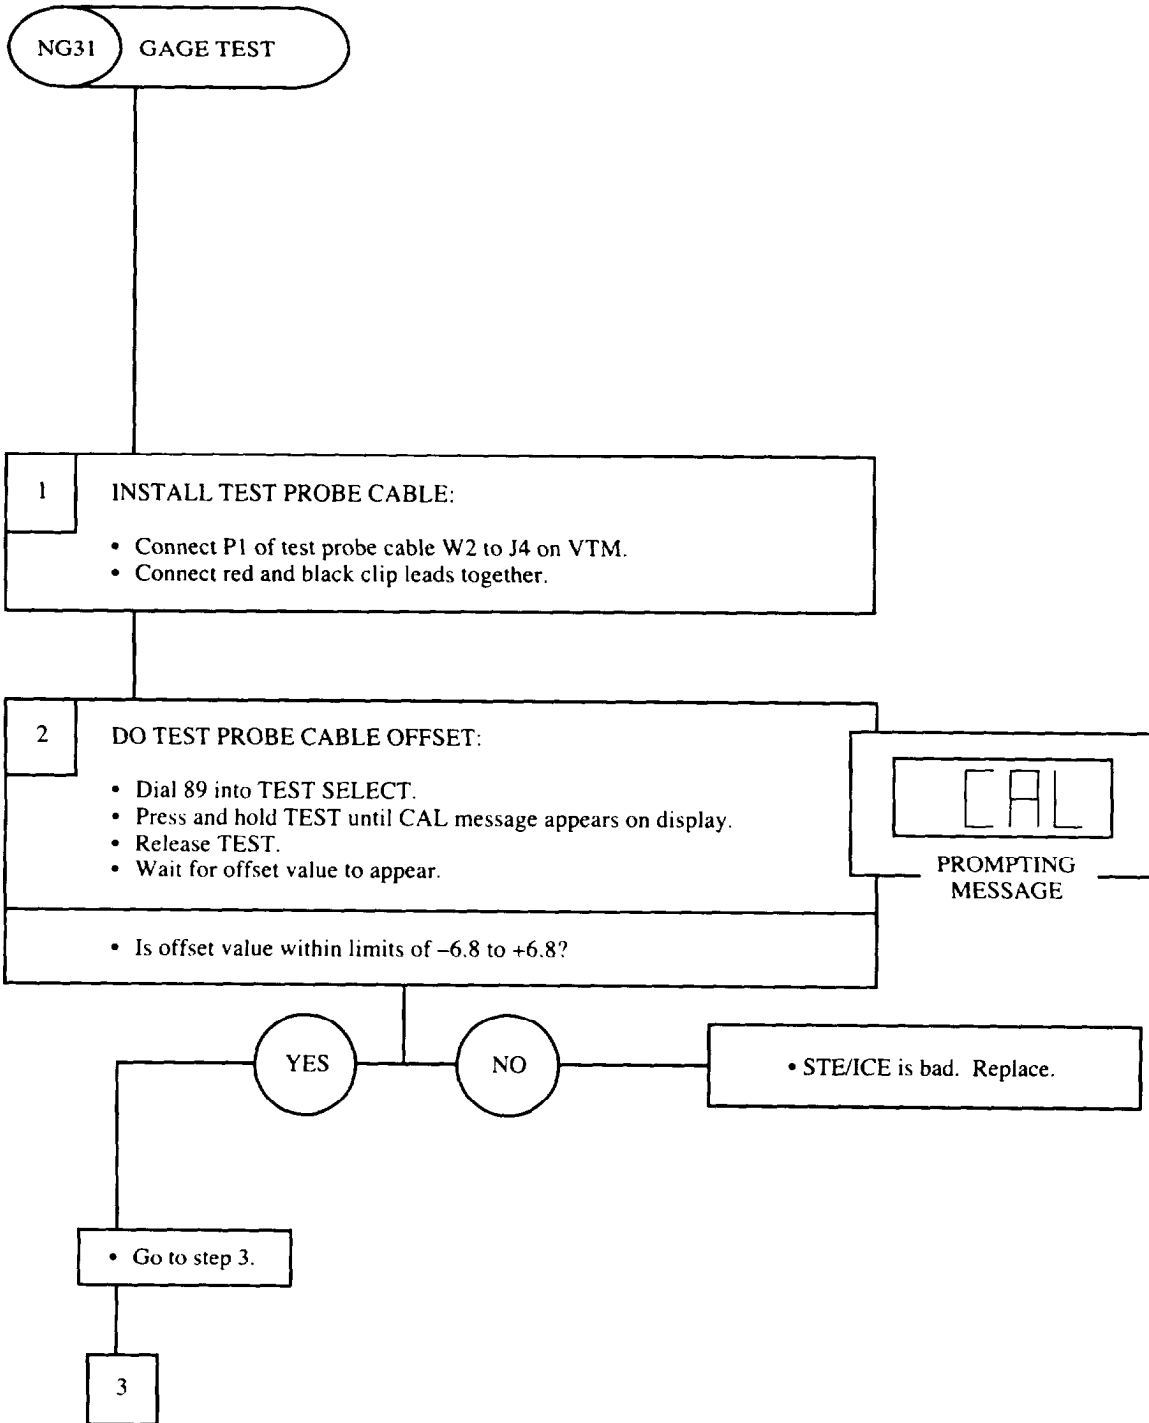 NG31 GAGE TEST
1 INSTALL TEST PROBE CABLE:
• Connect P1 of test probe cable W2 to J4 on VTM.
• Connect red and black clip leads together.
2 DO TEST PROBE CABLE OFFSET:
• Dial 89 into TEST SELECT.
• Press and hold TEST until CAL message appears on display.
• Release TEST.
• Wait for offset value to appear.
CAL
PROMPTING
MESSAGE
• Is offset value within limits of –6.8 to +6.8?
YES
NO
• STE/ICE is bad. Replace.
• Go to step 3.
3